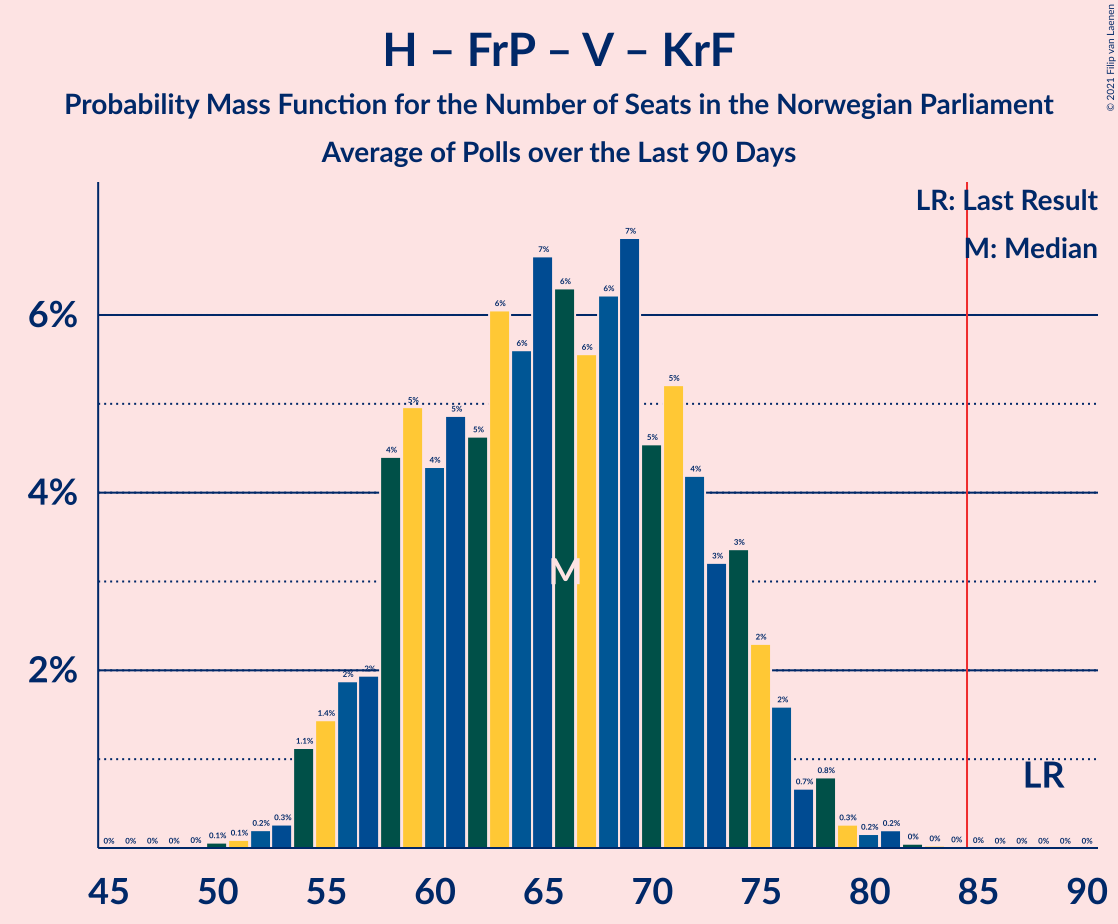 H – FrP – V – KrF
Probability Mass Function for the Number of Seats in the Norwegian Parliament
Average of Polls over the Last 90 Days
© 2021 Filip van Laenen
LR: Last Result
M: Median
6%
4%
2%
0% 0% 0% 0% 0% 0.1% 0.1% 0.2% 0.3% 1.1% 1.4% 2% 2% 4% 5% 4% 5% 5% 6% 6% 7% 6% 6% 6% 7% 5% 5% 4% 3% 3% 2% 2% 0.7% 0.8% 0.3% 0.2% 0.2% 0% 0% 0% 0% 0% 0% 0% 0% 0%
M
LR
45 50 55 60 65 70 75 80 85 90